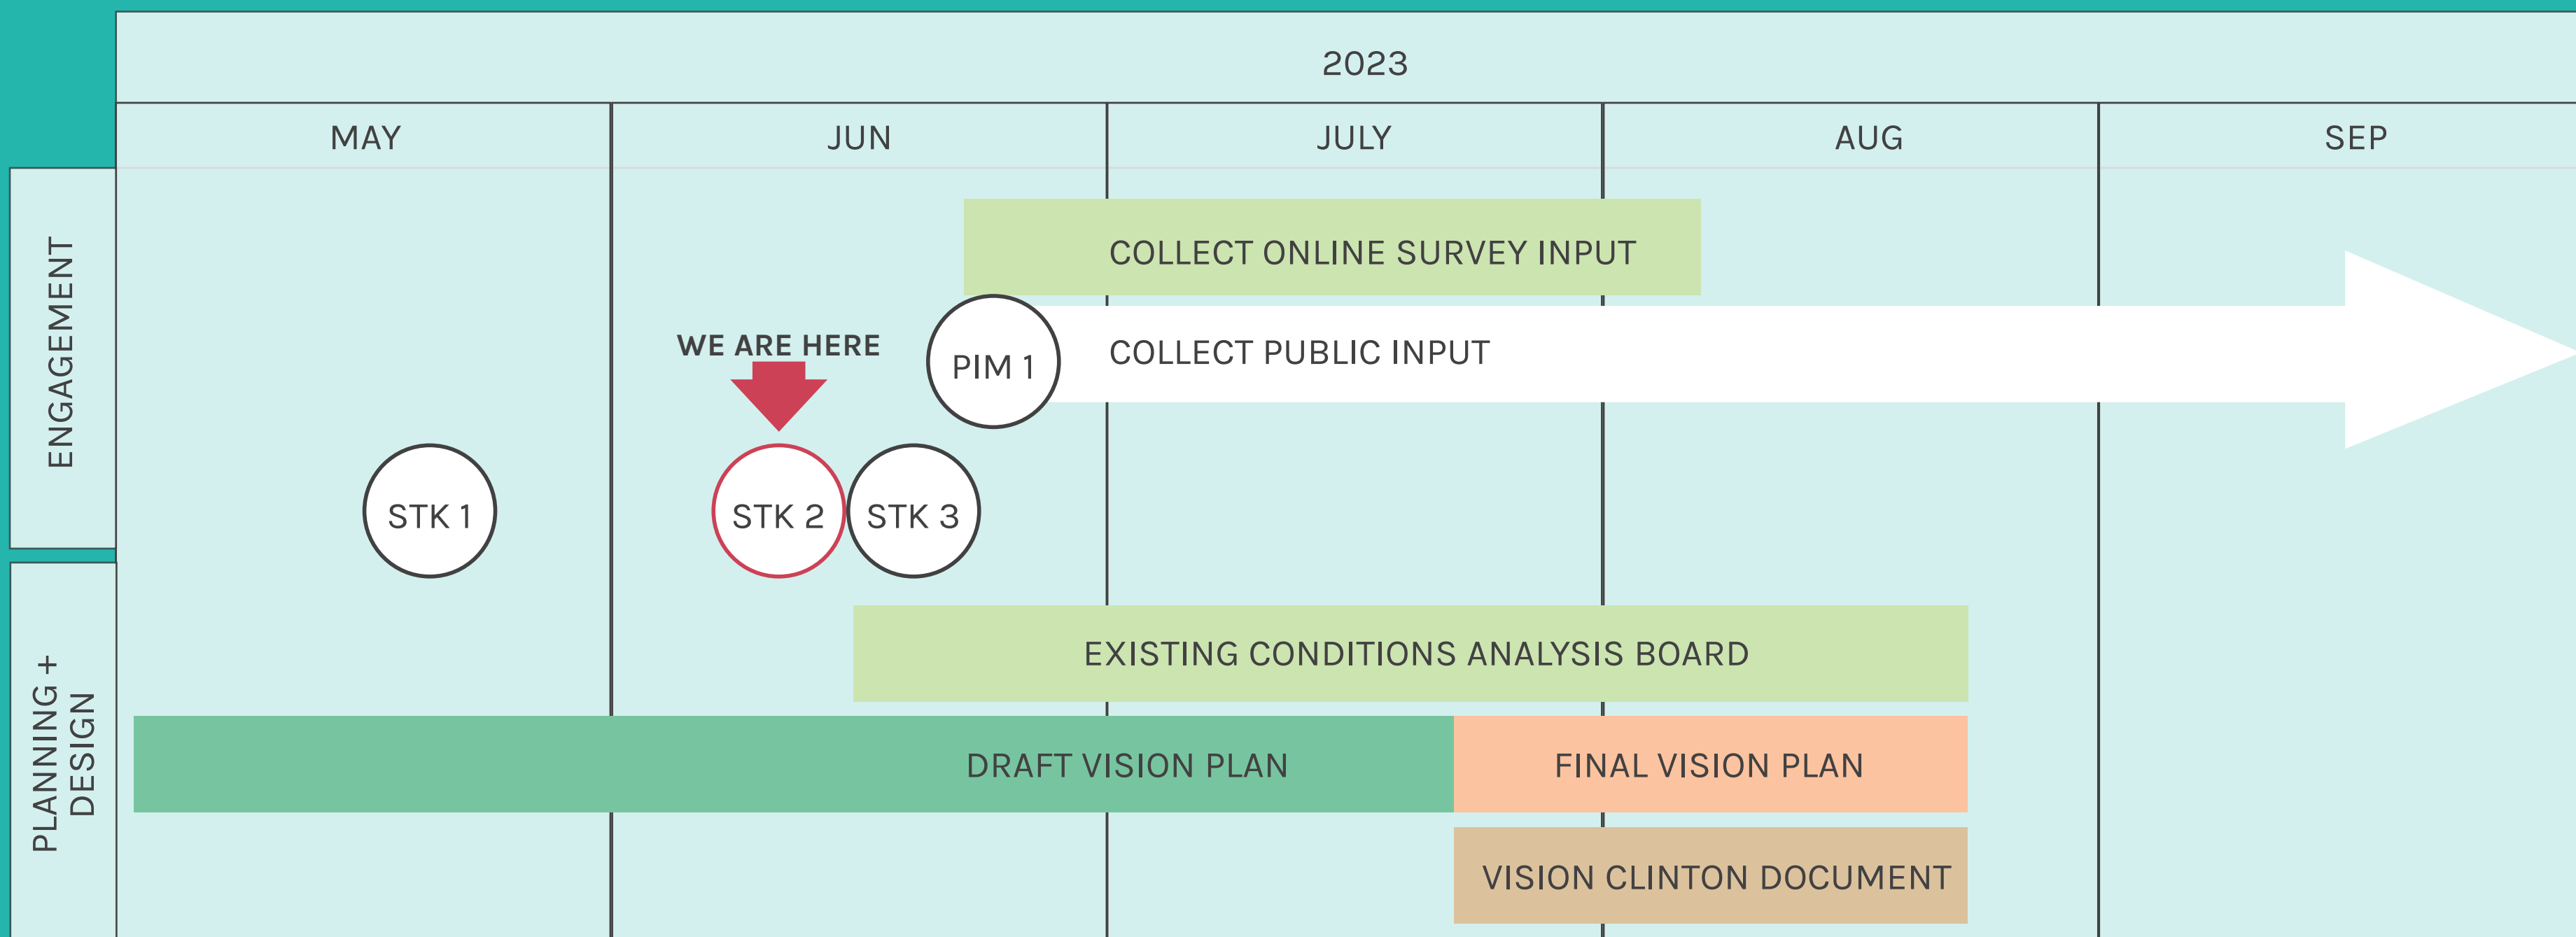 2023
MAY
JUN
JULY
AUG
SEP
ENGAGEMENT
COLLECT ONLINE SURVEY INPUT
WE ARE HERE
PIM 1
COLLECT PUBLIC INPUT
STK 1
STK 2
STK 3
PLANNING +
DESIGN
EXISTING CONDITIONS ANALYSIS BOARD
DRAFT VISION PLAN
FINAL VISION PLAN
VISION CLINTON DOCUMENT